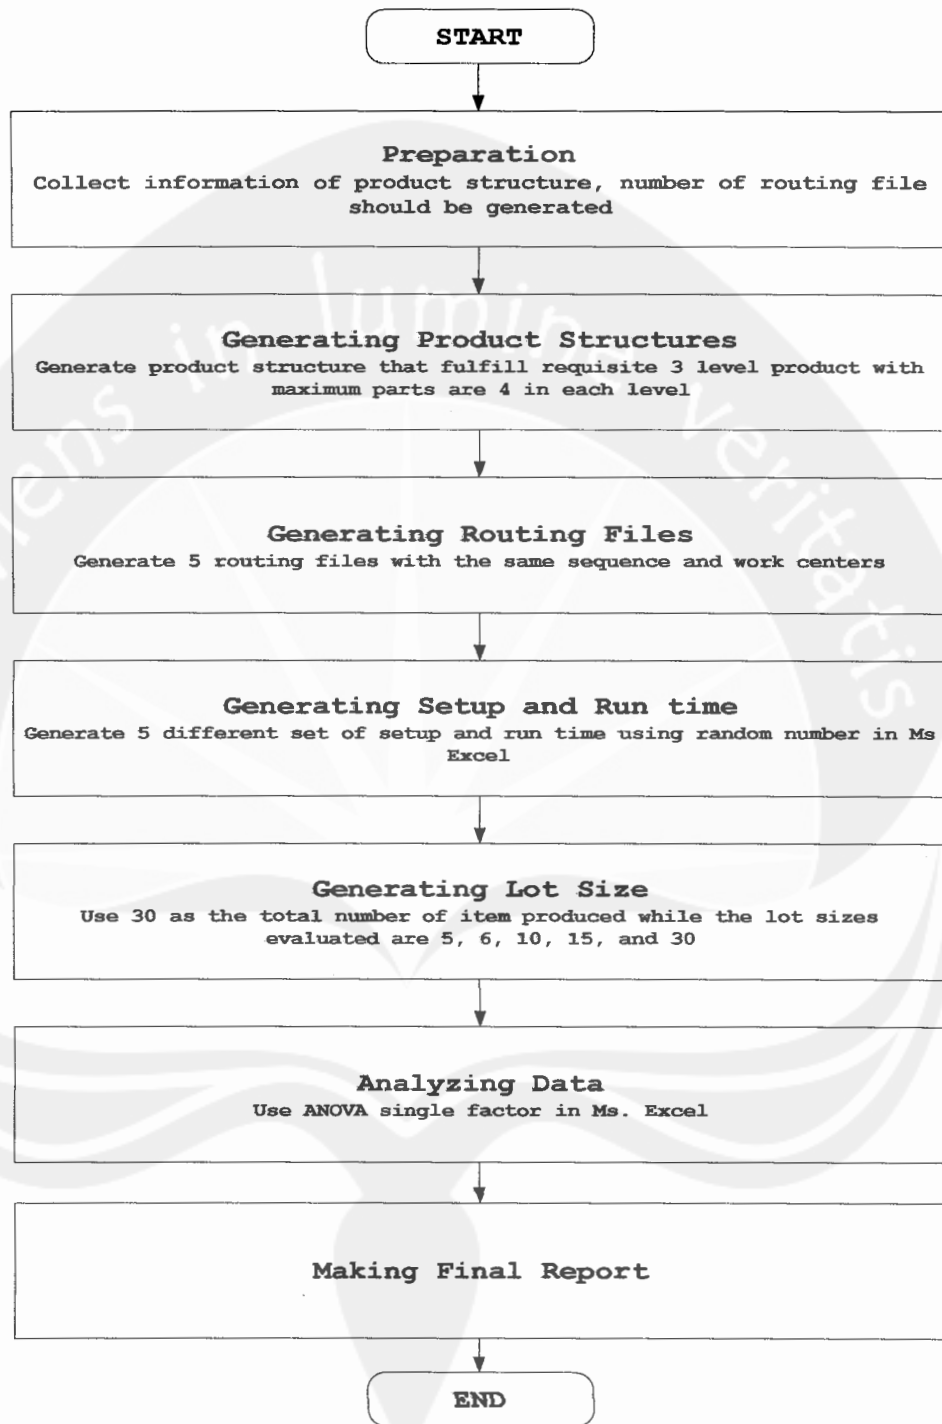 START
Preparation
Collect information of product structure, number of routing file
should be generated
Generating Product Structures
Generate product structure that fulfill requisite 3 level product with
maximum parts are 4 in each level
Generating Routing Files
Generate 5 routing files with the same sequence and work centers
Generating Setup and Run time
Generate 5 different set of setup and run time using random number in Ms
Excel
Generating Lot Size
Use 30 as the total number of item produced while the lot sizes
evaluated are 5, 6, 10, 15, and 30
Analyzing Data
Use ANOVA single factor in Ms. Excel
Making Final Report
END
in lumine veritatis